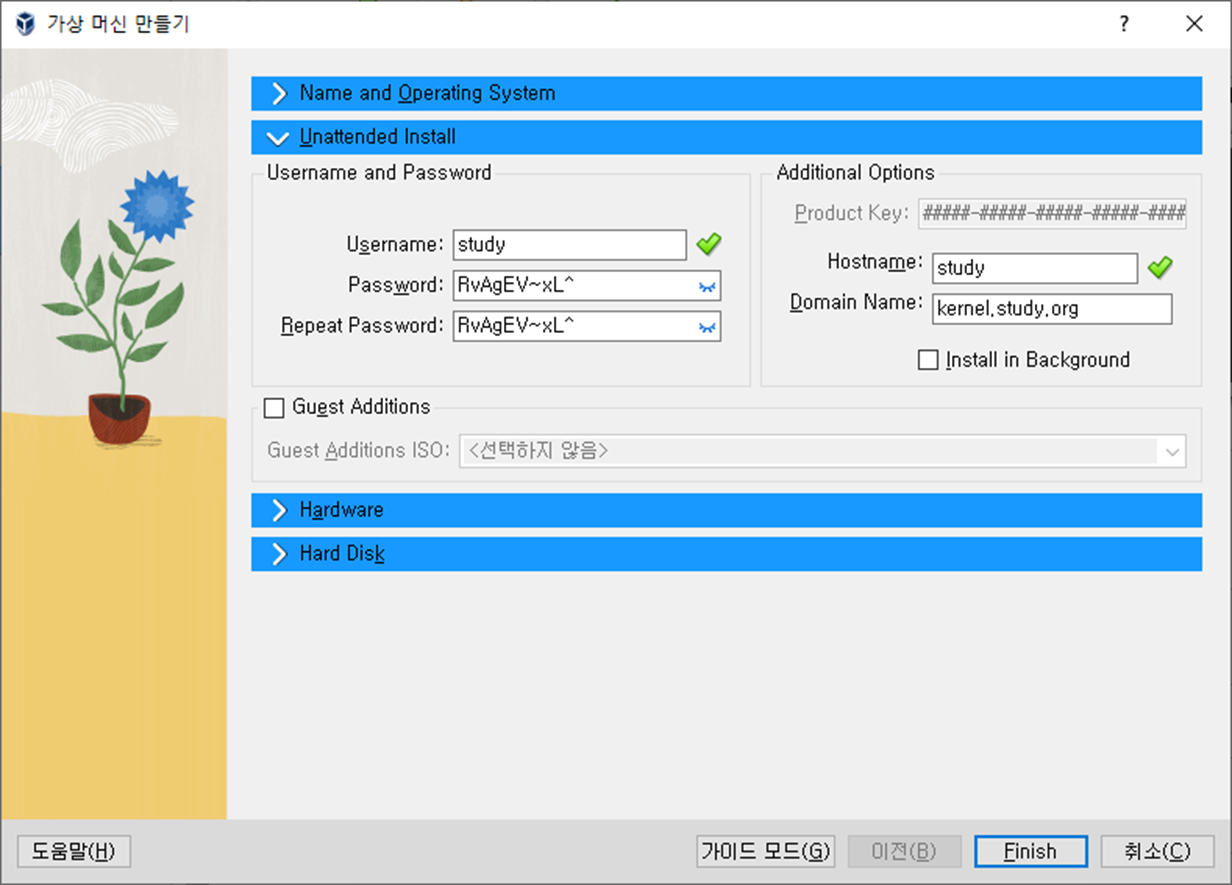 가상 머신 만들기
?
Name and Operating System
Unattended Install
Username and Password
Username: study
Password: RvAgEV~xL^
Repeat Password: RvAgEV~xL^
Additional Options
Product Key: #####-#####-#####-#####-####
Hostname: study
Domain Name: kernel.study.org
Install in Background
Guest Additions
Guest Additions ISO: <선택하지 않음>
Hardware
Hard Disk
도움말(H) 가이드 모드(G) 이전(B) Finish 취소(C)